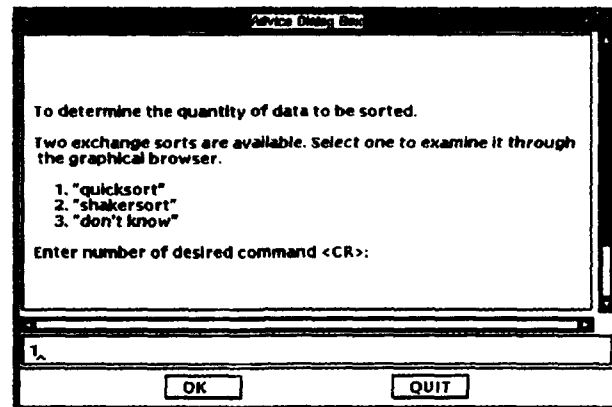 Advice Dialog Box
To determine the quantity of data to be sorted.
Two exchange sorts are available. Select one to examine it through
the graphical browser.
1. "quicksort"
2. "shakersort"
3. "don't know"
Enter number of desired command <CR>:
1^
OK QUIT